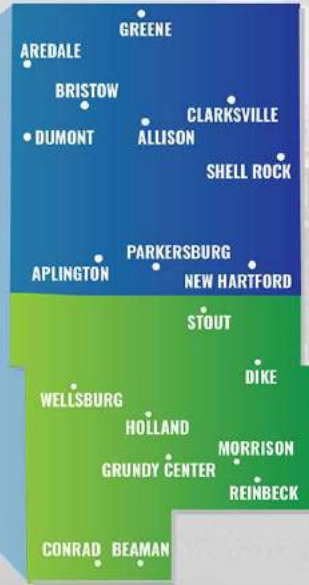 GREENE
AREDALE
BRISTOW
CLARKSVILLE
DUMONT
ALLISON
SHELL ROCK
PARKERSBURG
APLINGTON
NEW HARTFORD
STOUT
DIKE
WELLSBURG
HOLLAND
MORRISON
GRUNDY CENTER
REINBECK
CONRAD BEAMAN